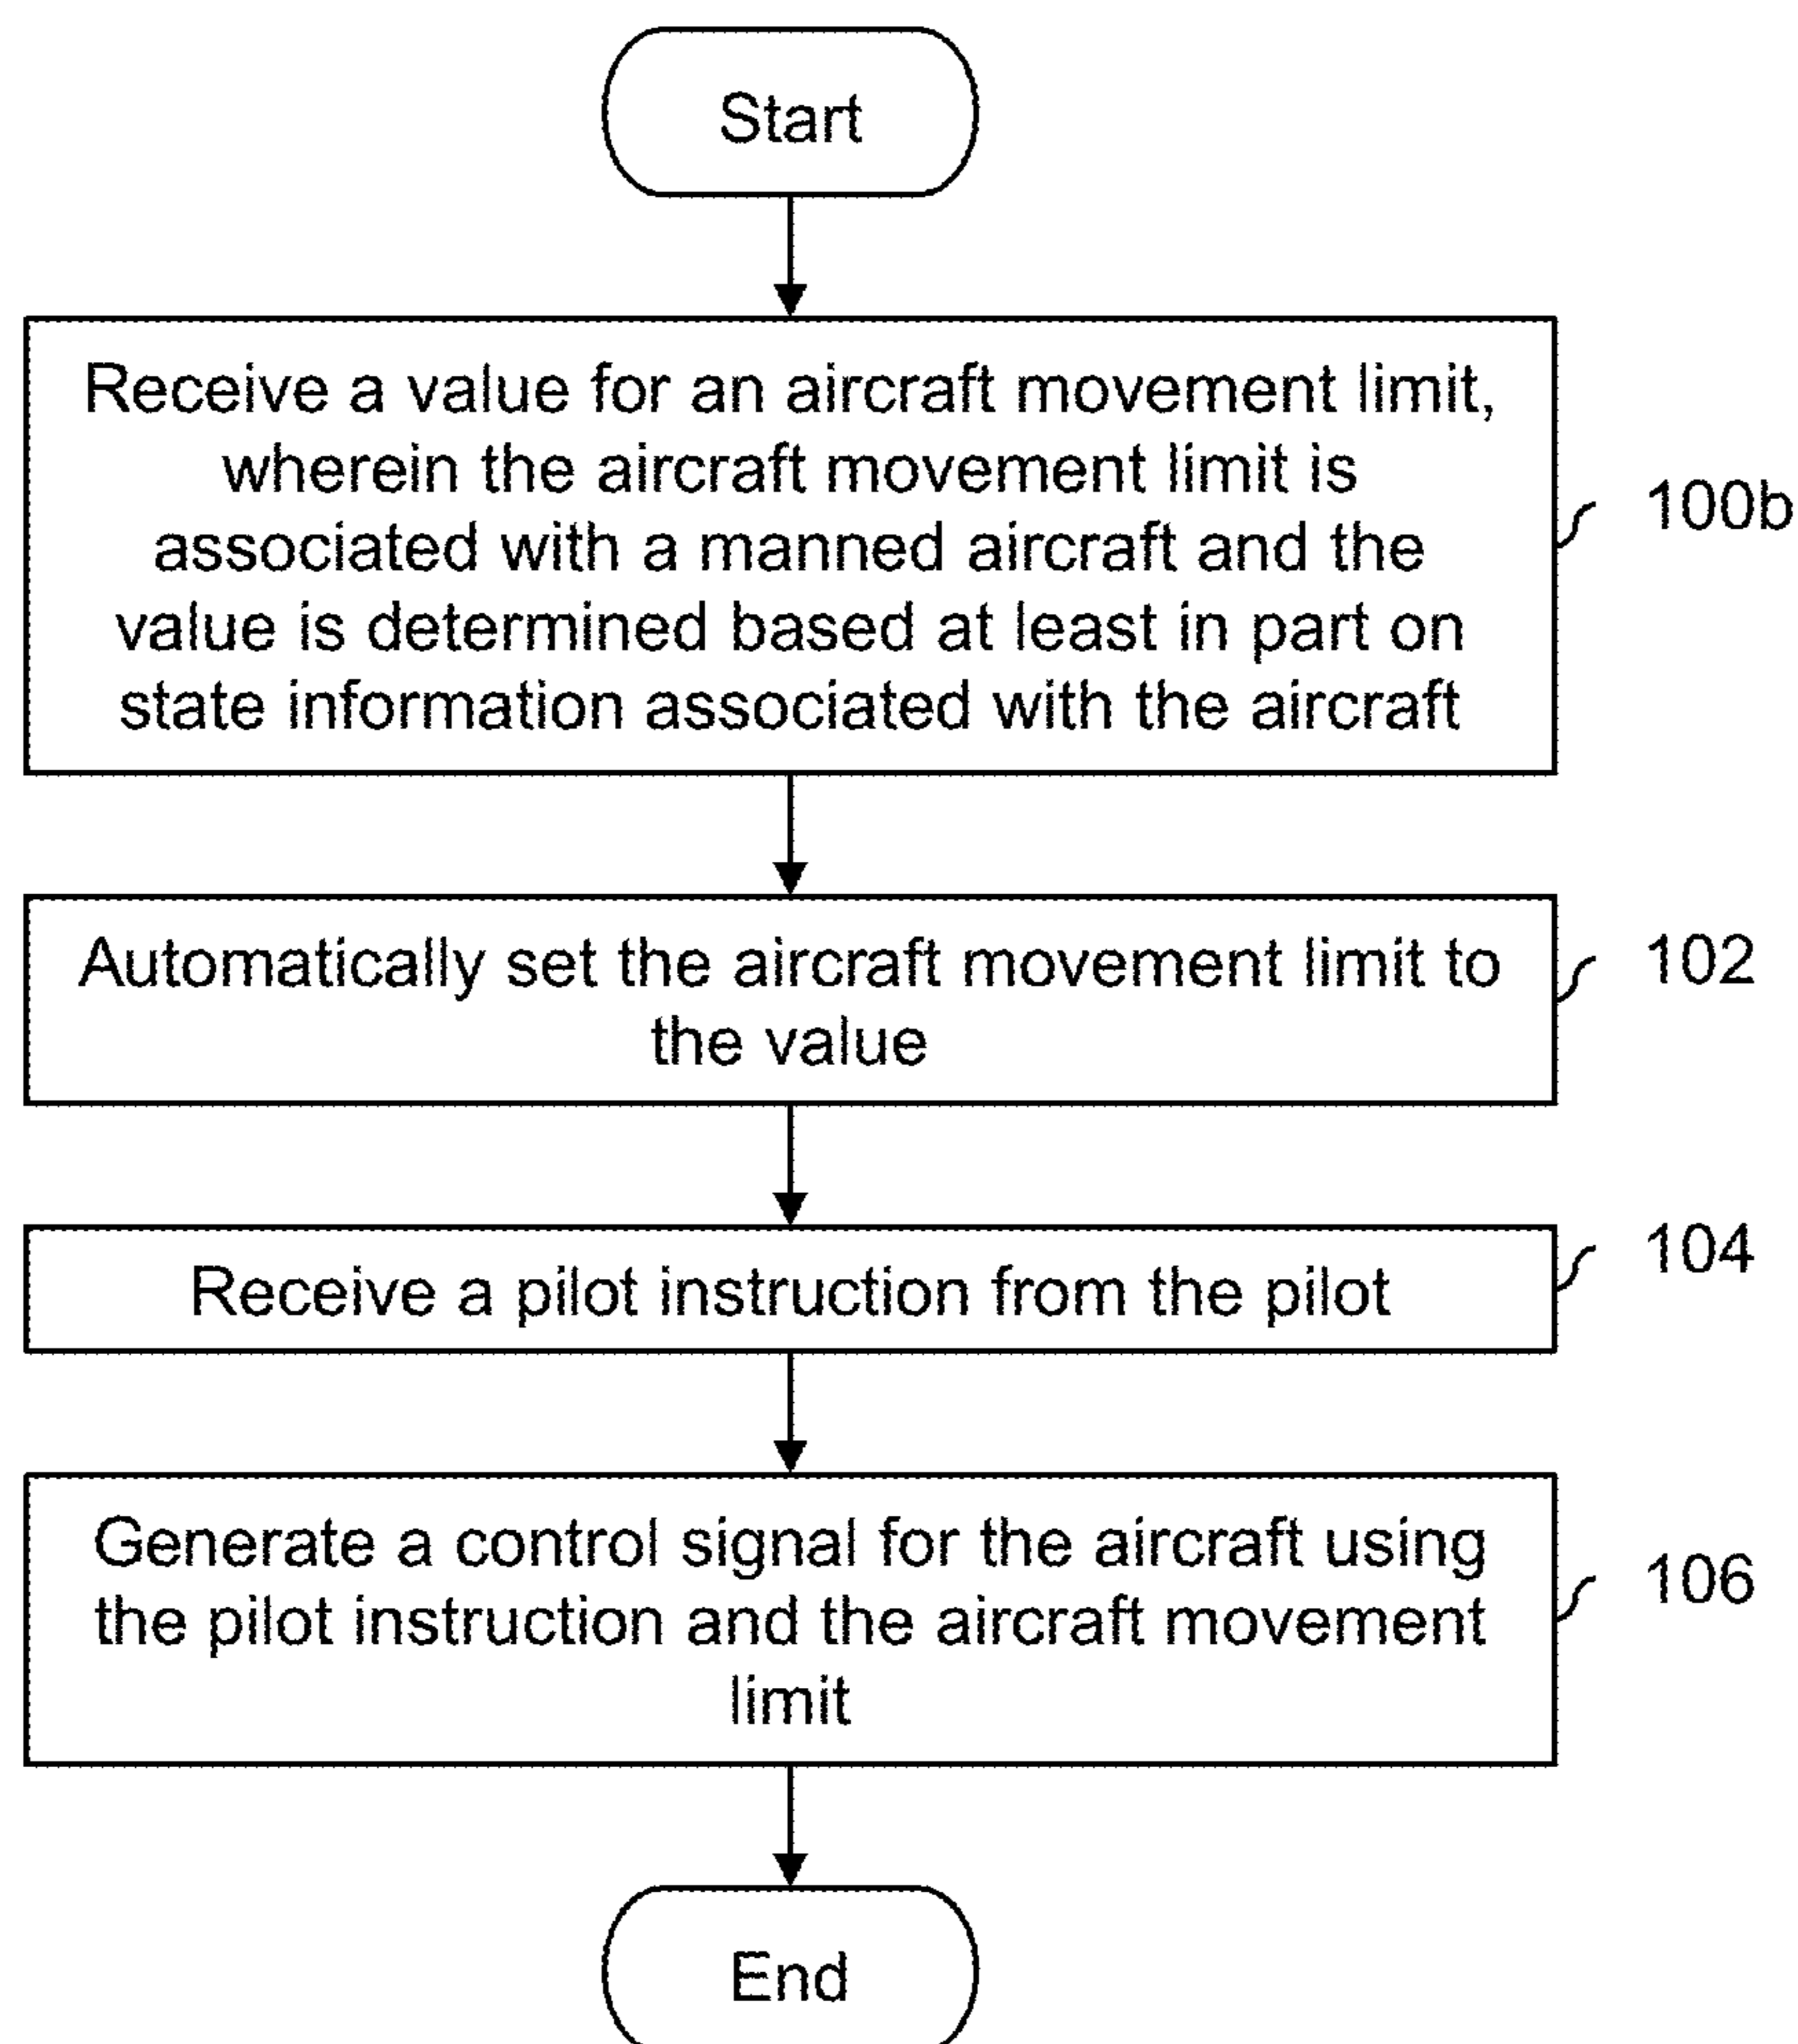 Start
Receive a value for an aircraft movement limit,
wherein the aircraft movement limit is
associated with a manned aircraft and the
value is determined based at least in part on
state information associated with the aircraft
100b
Automatically set the aircraft movement limit to
the value
102
Receive a pilot instruction from the pilot
104
Generate a control signal for the aircraft using
the pilot instruction and the aircraft movement
limit
106
End